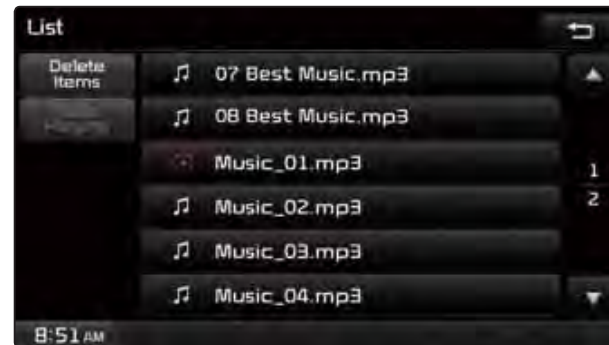 List
Delete
Items
07 Best Music.mp3
08 Best Music.mp3
Music_01.mp3
Music_02.mp3
Music_03.mp3
Music_04.mp3
1
2
8:51 AM